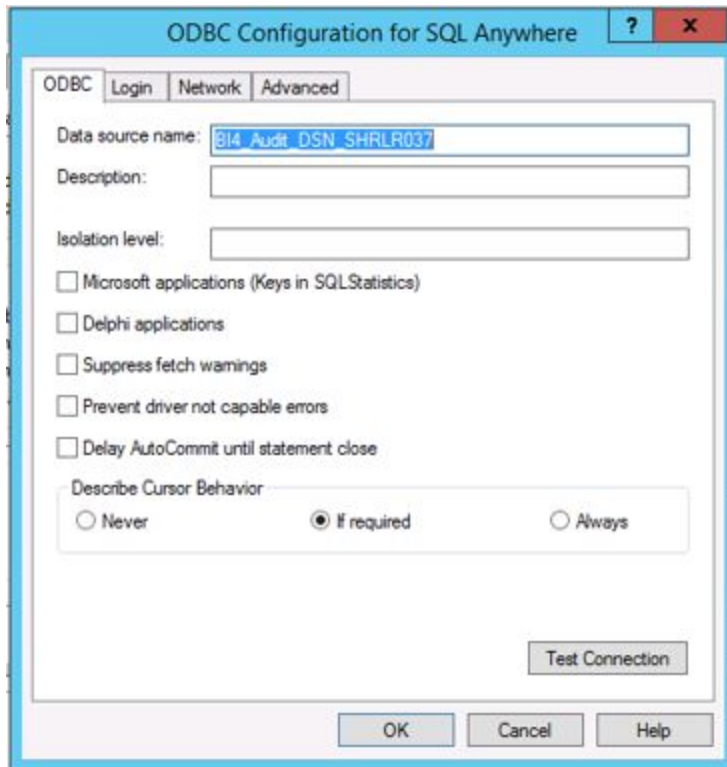 ODBC Configuration for SQL Anywhere ? x
ODBC Login Network Advanced
Data source name: BI4_Audit_DSN_SHRLR037
Description:
Isolation level:
Microsoft applications (Keys in SQLStatistics)
Delphi applications
Suppress fetch warnings
Prevent driver not capable errors
Delay AutoCommit until statement close
Describe Cursor Behavior
Never If required Always
Test Connection
OK Cancel Help